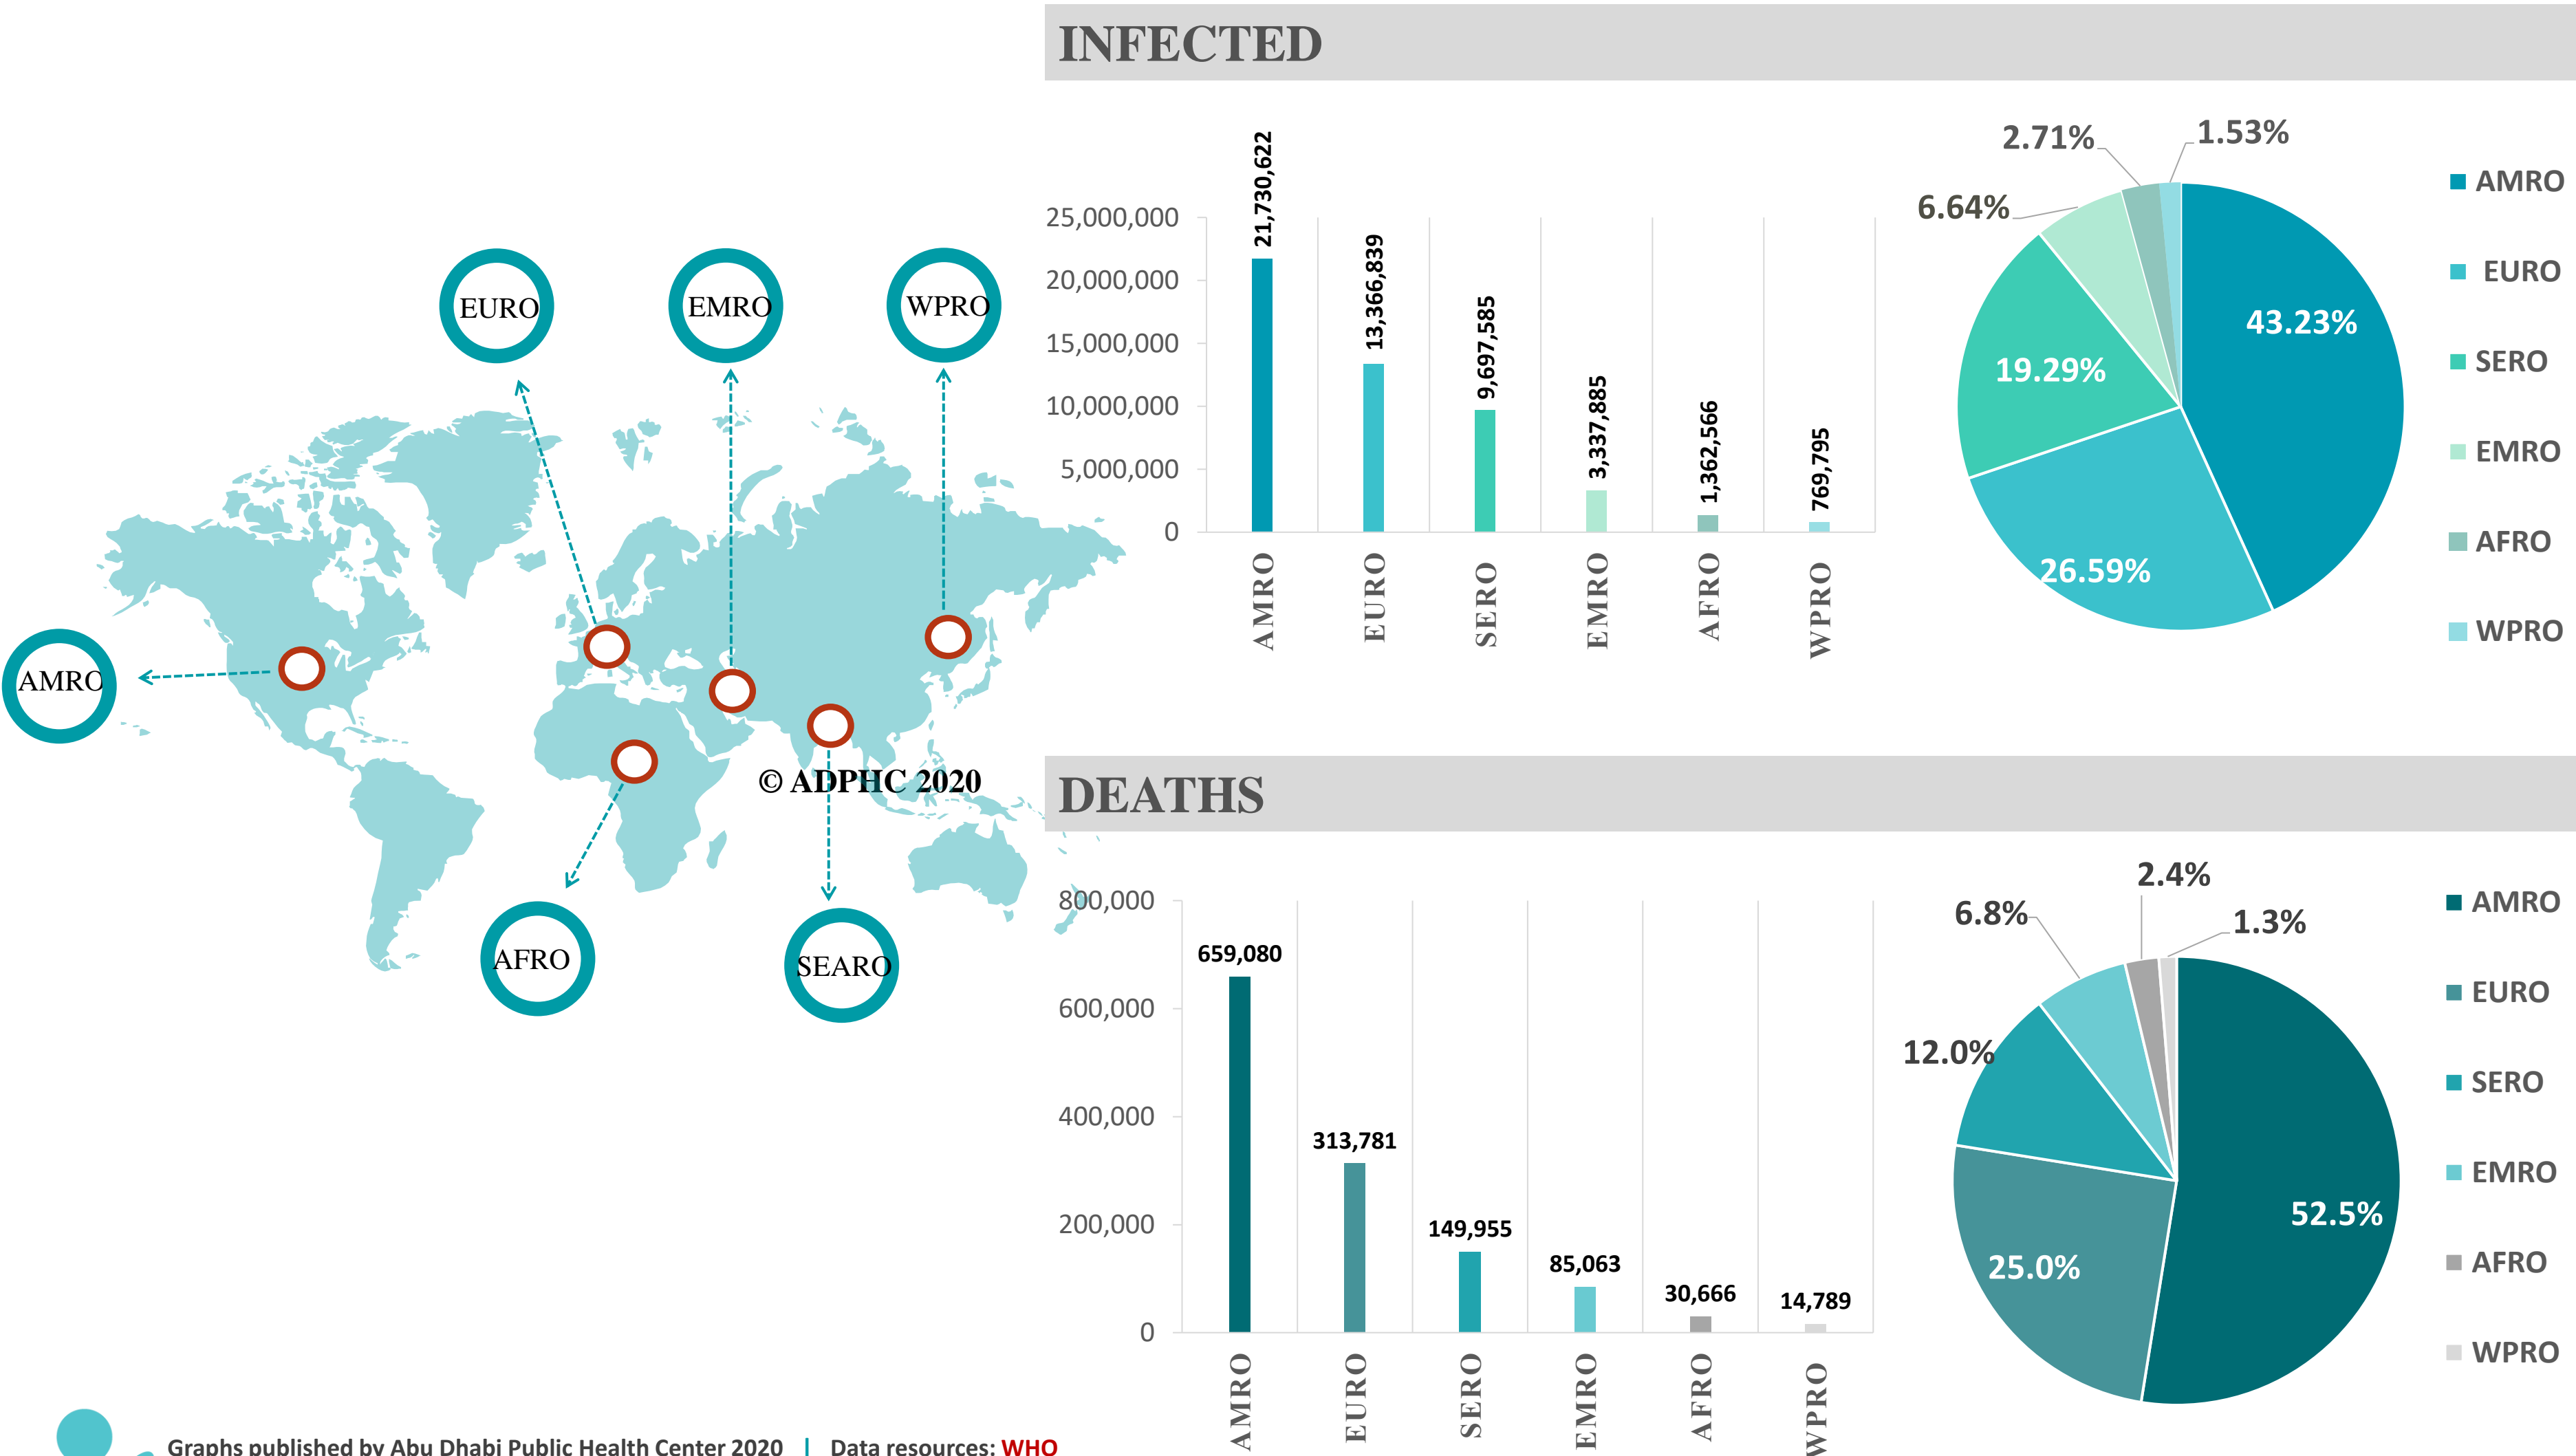 INFECTED
25,000,000
20,000,000
15,000,000
10,000,000
5,000,000
0
21,730,622
13,366,839
9,697,585
3,337,885
1,362,566
769,795
AMRO
EURO
SERO
EMRO
AFRO
WPRO
2.71%
1.53%
6.64%
43.23%
19.29%
26.59%
AMRO
EURO
SERO
EMRO
AFRO
WPRO
EURO
EMRO
WPRO
AMRO
AFRO
SEARO
© ADPHC 2020
DEATHS
800,000
600,000
400,000
200,000
0
659,080
313,781
149,955
85,063
30,666
14,789
AMRO
EURO
SERO
EMRO
AFRO
WPRO
2.4%
6.8%
1.3%
12.0%
52.5%
25.0%
AMRO
EURO
SERO
EMRO
AFRO
WPRO
Graphs published by Abu Dhabi Public Health Center 2020 | Data resources: WHO